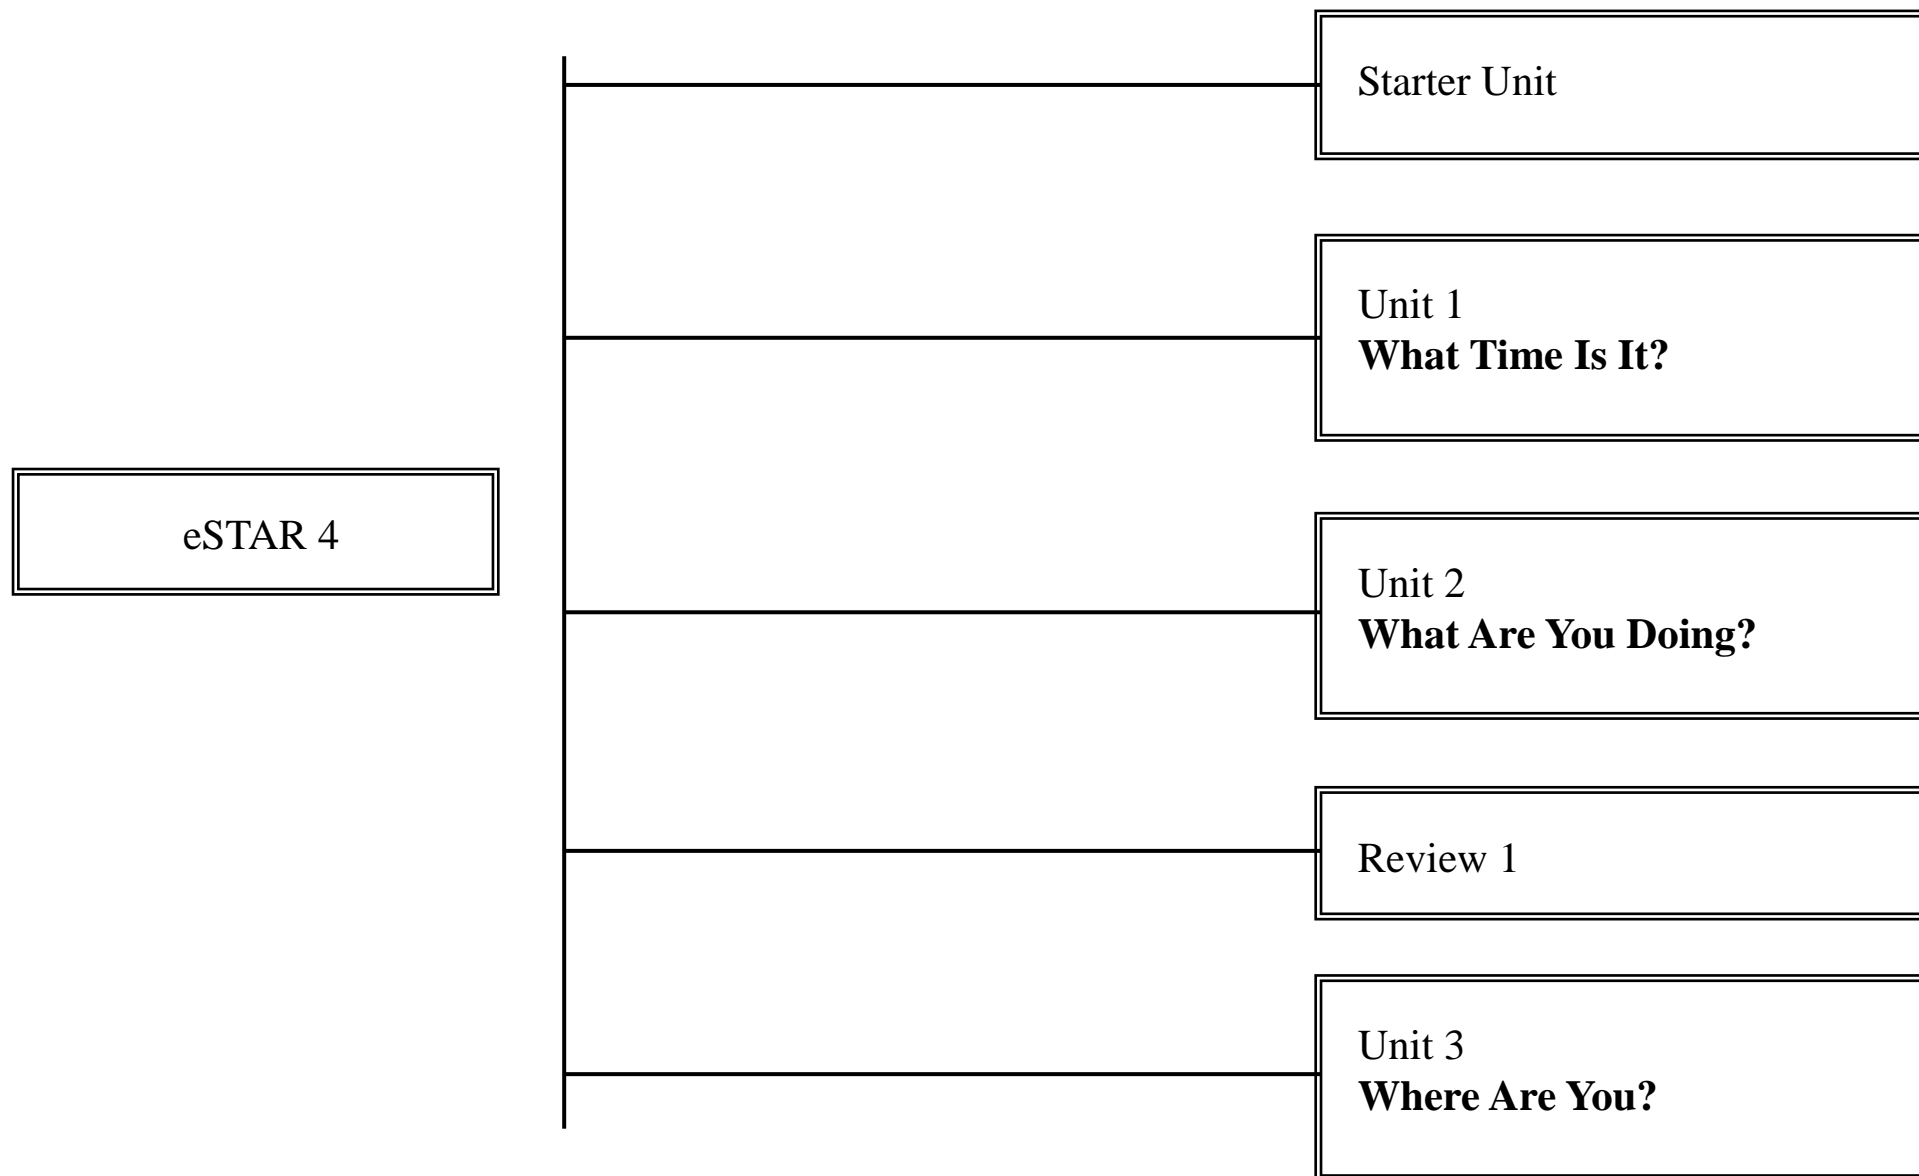 eSTAR 4
Starter Unit
Unit 1
What Time Is It?
Unit 2
What Are You Doing?
Review 1
Unit 3
Where Are You?